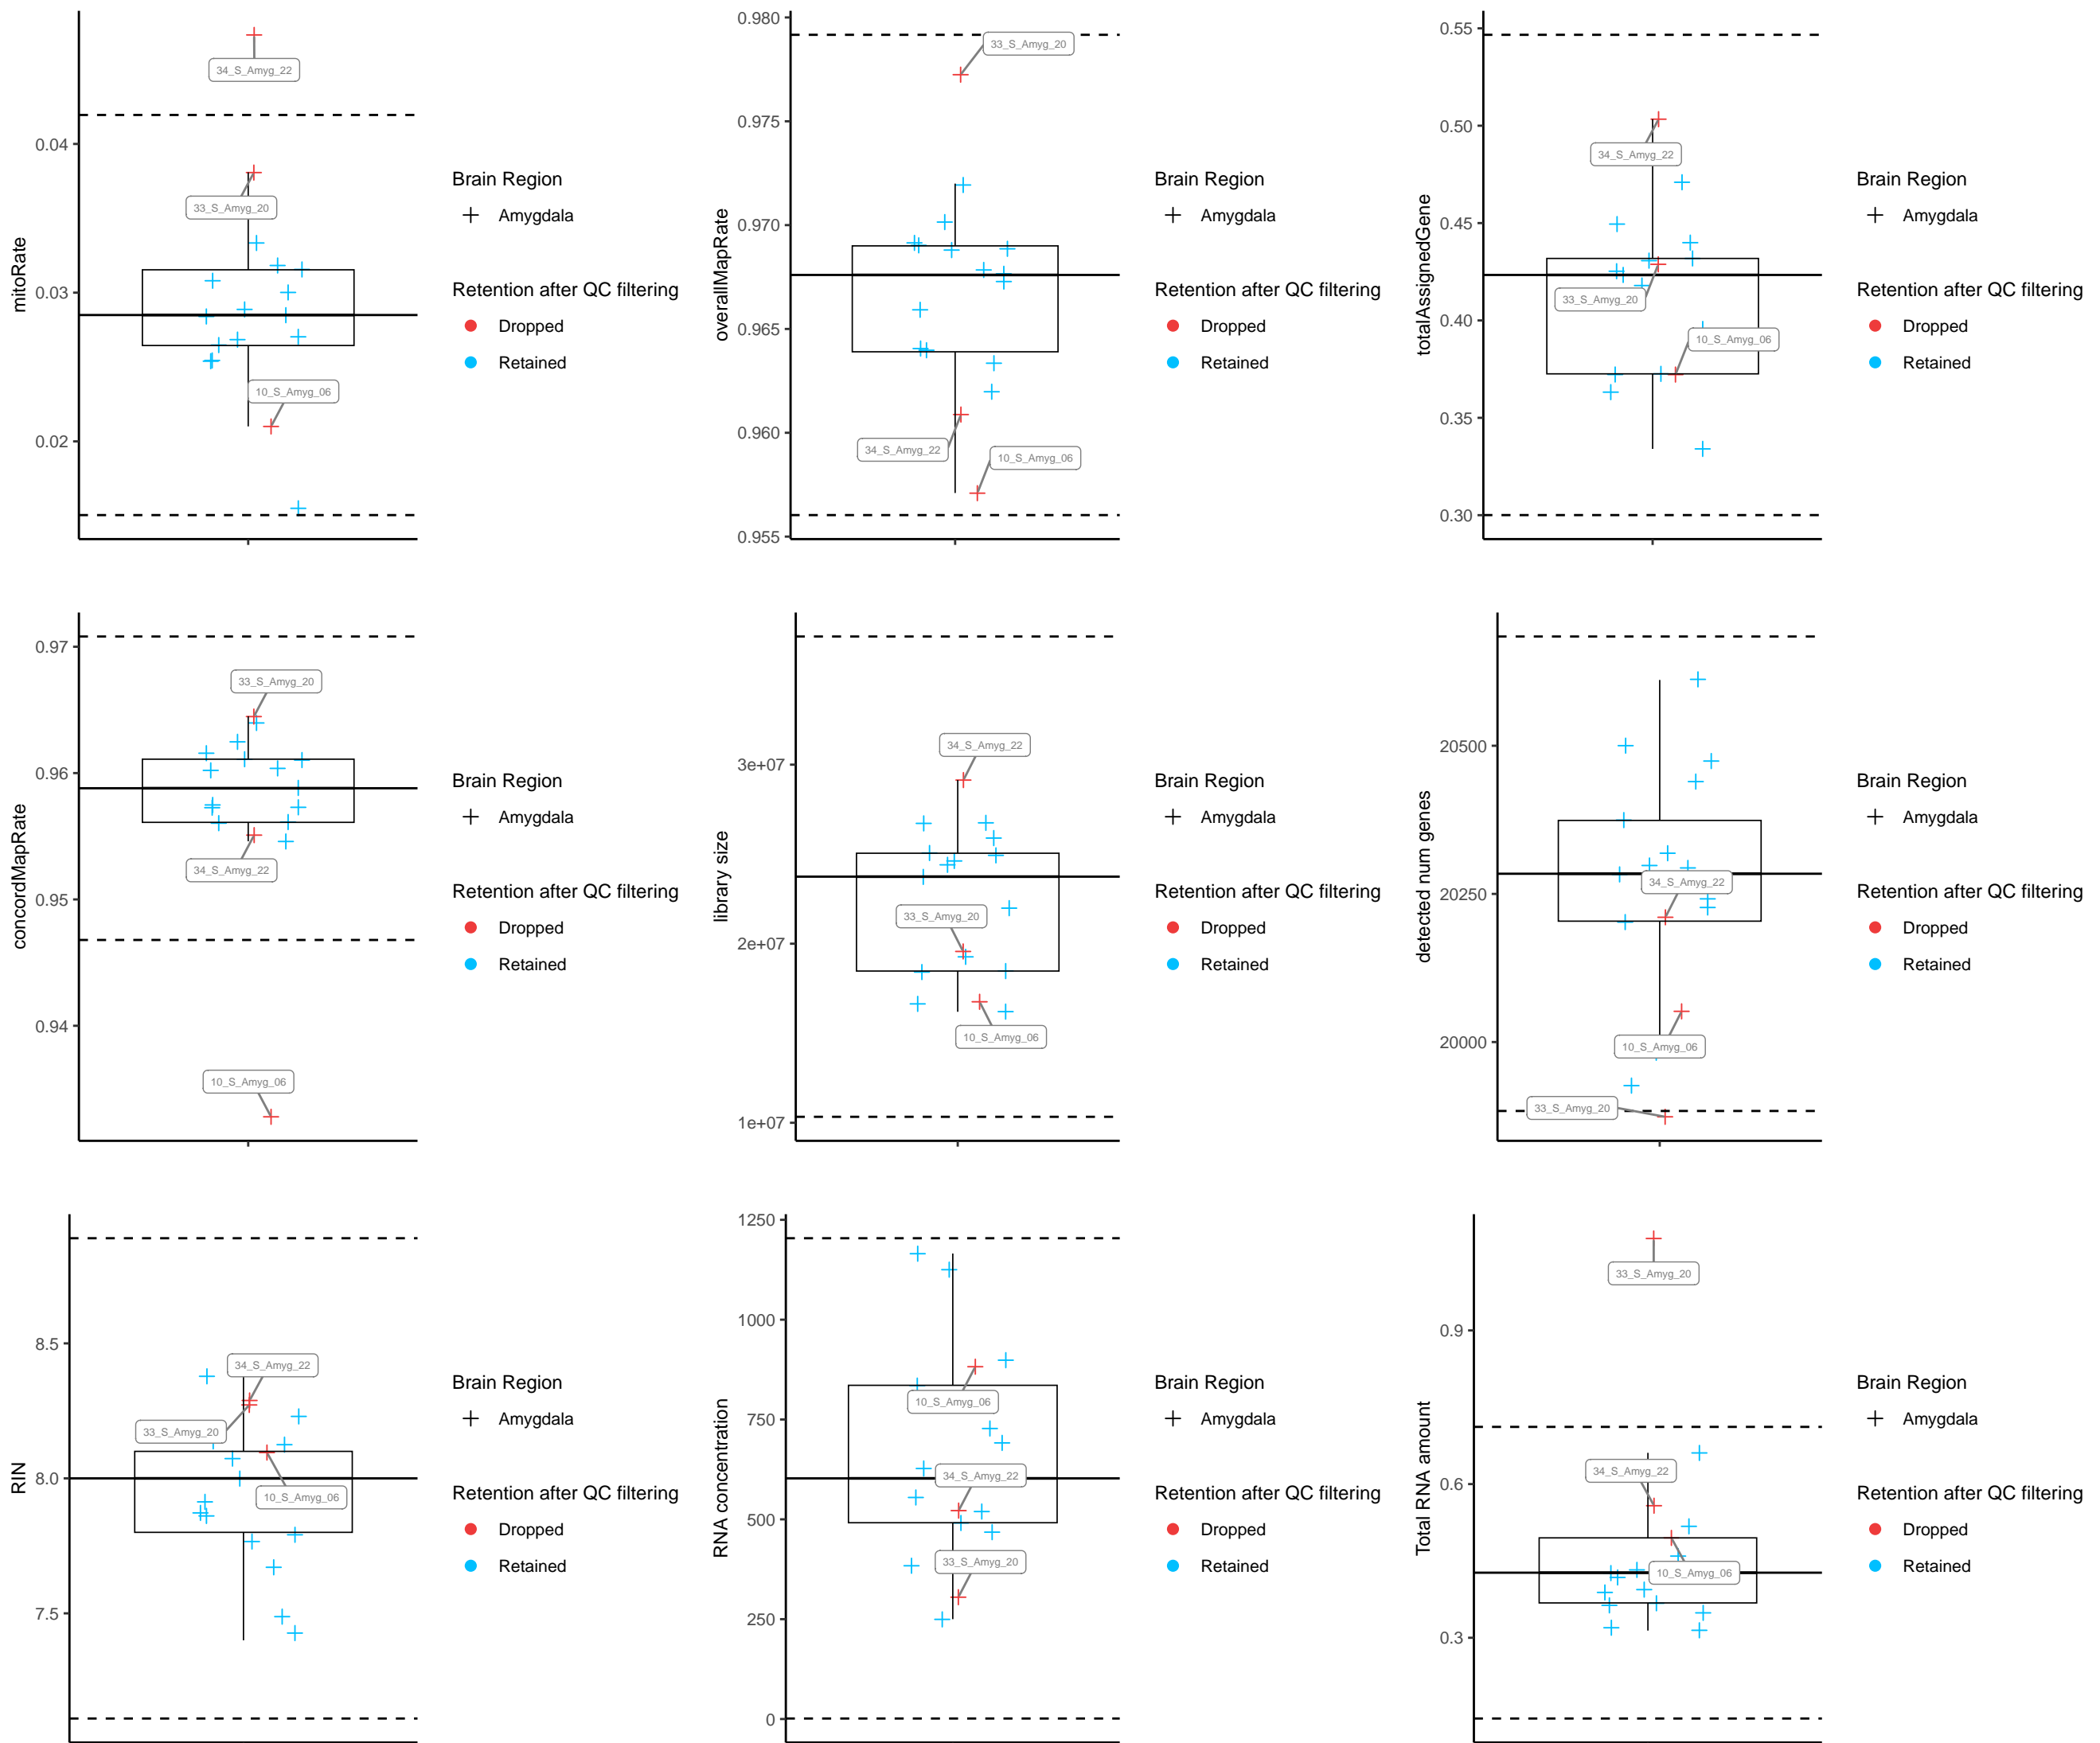 mitoRate
0.04
0.03
0.02
34_S_Amyg_22
33_S_Amyg_20
10_S_Amyg_06
Brain Region
Amygdala
Retention after QC filtering
Dropped
Retained
overallMapRate
0.980
0.975
0.970
0.965
0.960
0.955
33_S_Amyg_20
34_S_Amyg_22
10_S_Amyg_06
Brain Region
Amygdala
Retention after QC filtering
Dropped
Retained
totalAssignedGene
0.55
0.50
0.45
0.40
0.35
0.30
34_S_Amyg_22
33_S_Amyg_20
10_S_Amyg_06
Brain Region
Amygdala
Retention after QC filtering
Dropped
Retained
concordMapRate
0.97
0.96
0.95
0.94
33_S_Amyg_20
34_S_Amyg_22
10_S_Amyg_06
Brain Region
Amygdala
Retention after QC filtering
Dropped
Retained
library size
3e+07
2e+07
1e+07
34_S_Amyg_22
33_S_Amyg_20
10_S_Amyg_06
Brain Region
Amygdala
Retention after QC filtering
Dropped
Retained
detected num genes
20500
20250
20000
34_S_Amyg_22
10_S_Amyg_06
33_S_Amyg_20
Brain Region
Amygdala
Retention after QC filtering
Dropped
Retained
RIN
8.5
8.0
7.5
34_S_Amyg_22
33_S_Amyg_20
10_S_Amyg_06
Brain Region
Amygdala
Retention after QC filtering
Dropped
Retained
RNA concentration
1250
1000
750
500
250
0
10_S_Amyg_06
34_S_Amyg_22
33_S_Amyg_20
Brain Region
Amygdala
Retention after QC filtering
Dropped
Retained
Total RNA amount
0.9
0.6
0.3
33_S_Amyg_20
34_S_Amyg_22
10_S_Amyg_06
Brain Region
Amygdala
Retention after QC filtering
Dropped
Retained